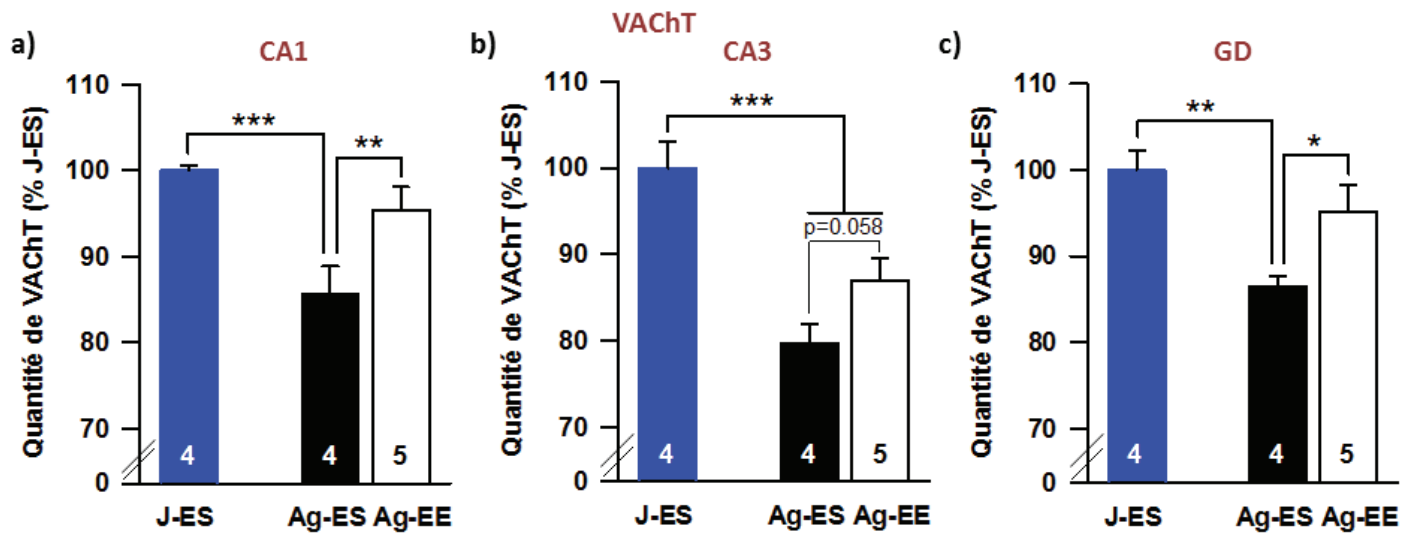 VAChT
a)
CA1
Quantité de VAChT (% J-ES)
110
100
90
80
70
0
***
**
4
4
5
J-ES Ag-ES Ag-EE
b)
CA3
Quantité de VAChT (% J-ES)
110
100
90
80
70
0
***
p=0.058
4
4
5
J-ES Ag-ES Ag-EE
c)
GD
Quantité de VAChT (% J-ES)
110
100
90
80
70
0
**
*
4
4
5
J-ES Ag-ES Ag-EE